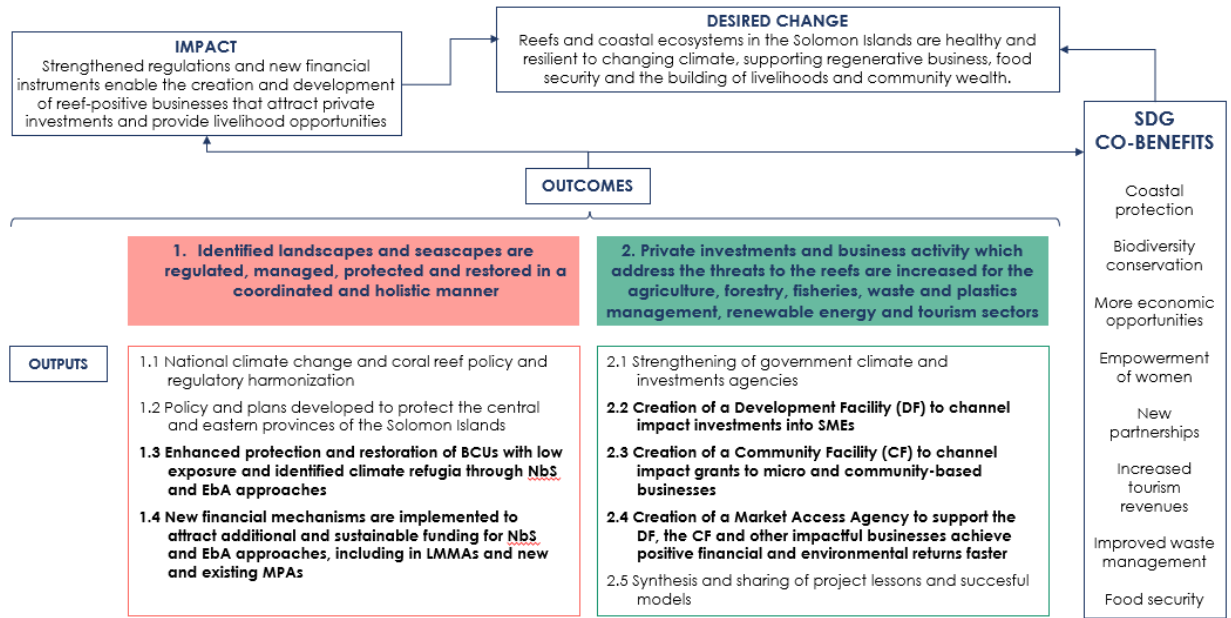 IMPACT
Strengthened regulations and new financial
instruments enable the creation and development
of reef-positive businesses that attract private
investments and provide livelihood opportunities
DESIRED CHANGE
Reefs and coastal ecosystems in the Solomon Islands are healthy and
resilient to changing climate, supporting regenerative business, food
security and the building of livelihoods and community wealth.
OUTCOMES
1. Identified landscapes and seascapes are
regulated, managed, protected and restored in a
coordinated and holistic manner
2. Private investments and business activity which
address the threats to the reefs are increased for the
agriculture, forestry, fisheries, waste and plastics
management, renewable energy and tourism sectors
OUTPUTS
1.1 National climate change and coral reef policy and
regulatory harmonization
1.2 Policy and plans developed to protect the central
and eastern provinces of the Solomon Islands
1.3 Enhanced protection and restoration of BCUs with low
exposure and identified climate refugia through NbS
and EbA approaches
1.4 New financial mechanisms are implemented to
attract additional and sustainable funding for NbS
and EbA approaches, including in LMMAs and new
and existing MPAs
2.1 Strengthening of government climate and
investments agencies
2.2 Creation of a Development Facility (DF) to channel
impact investments into SMEs
2.3 Creation of a Community Facility (CF) to channel
impact grants to micro and community-based
businesses
2.4 Creation of a Market Access Agency to support the
DF, the CF and other impactful businesses achieve
positive financial and environmental returns faster
2.5 Synthesis and sharing of project lessons and succesful
models
SDG
CO-BENEFITS
Coastal
protection
Biodiversity
conservation
More economic
opportunities
Empowerment
of women
New
partnerships
Increased
tourism
revenues
Improved waste
management
Food security